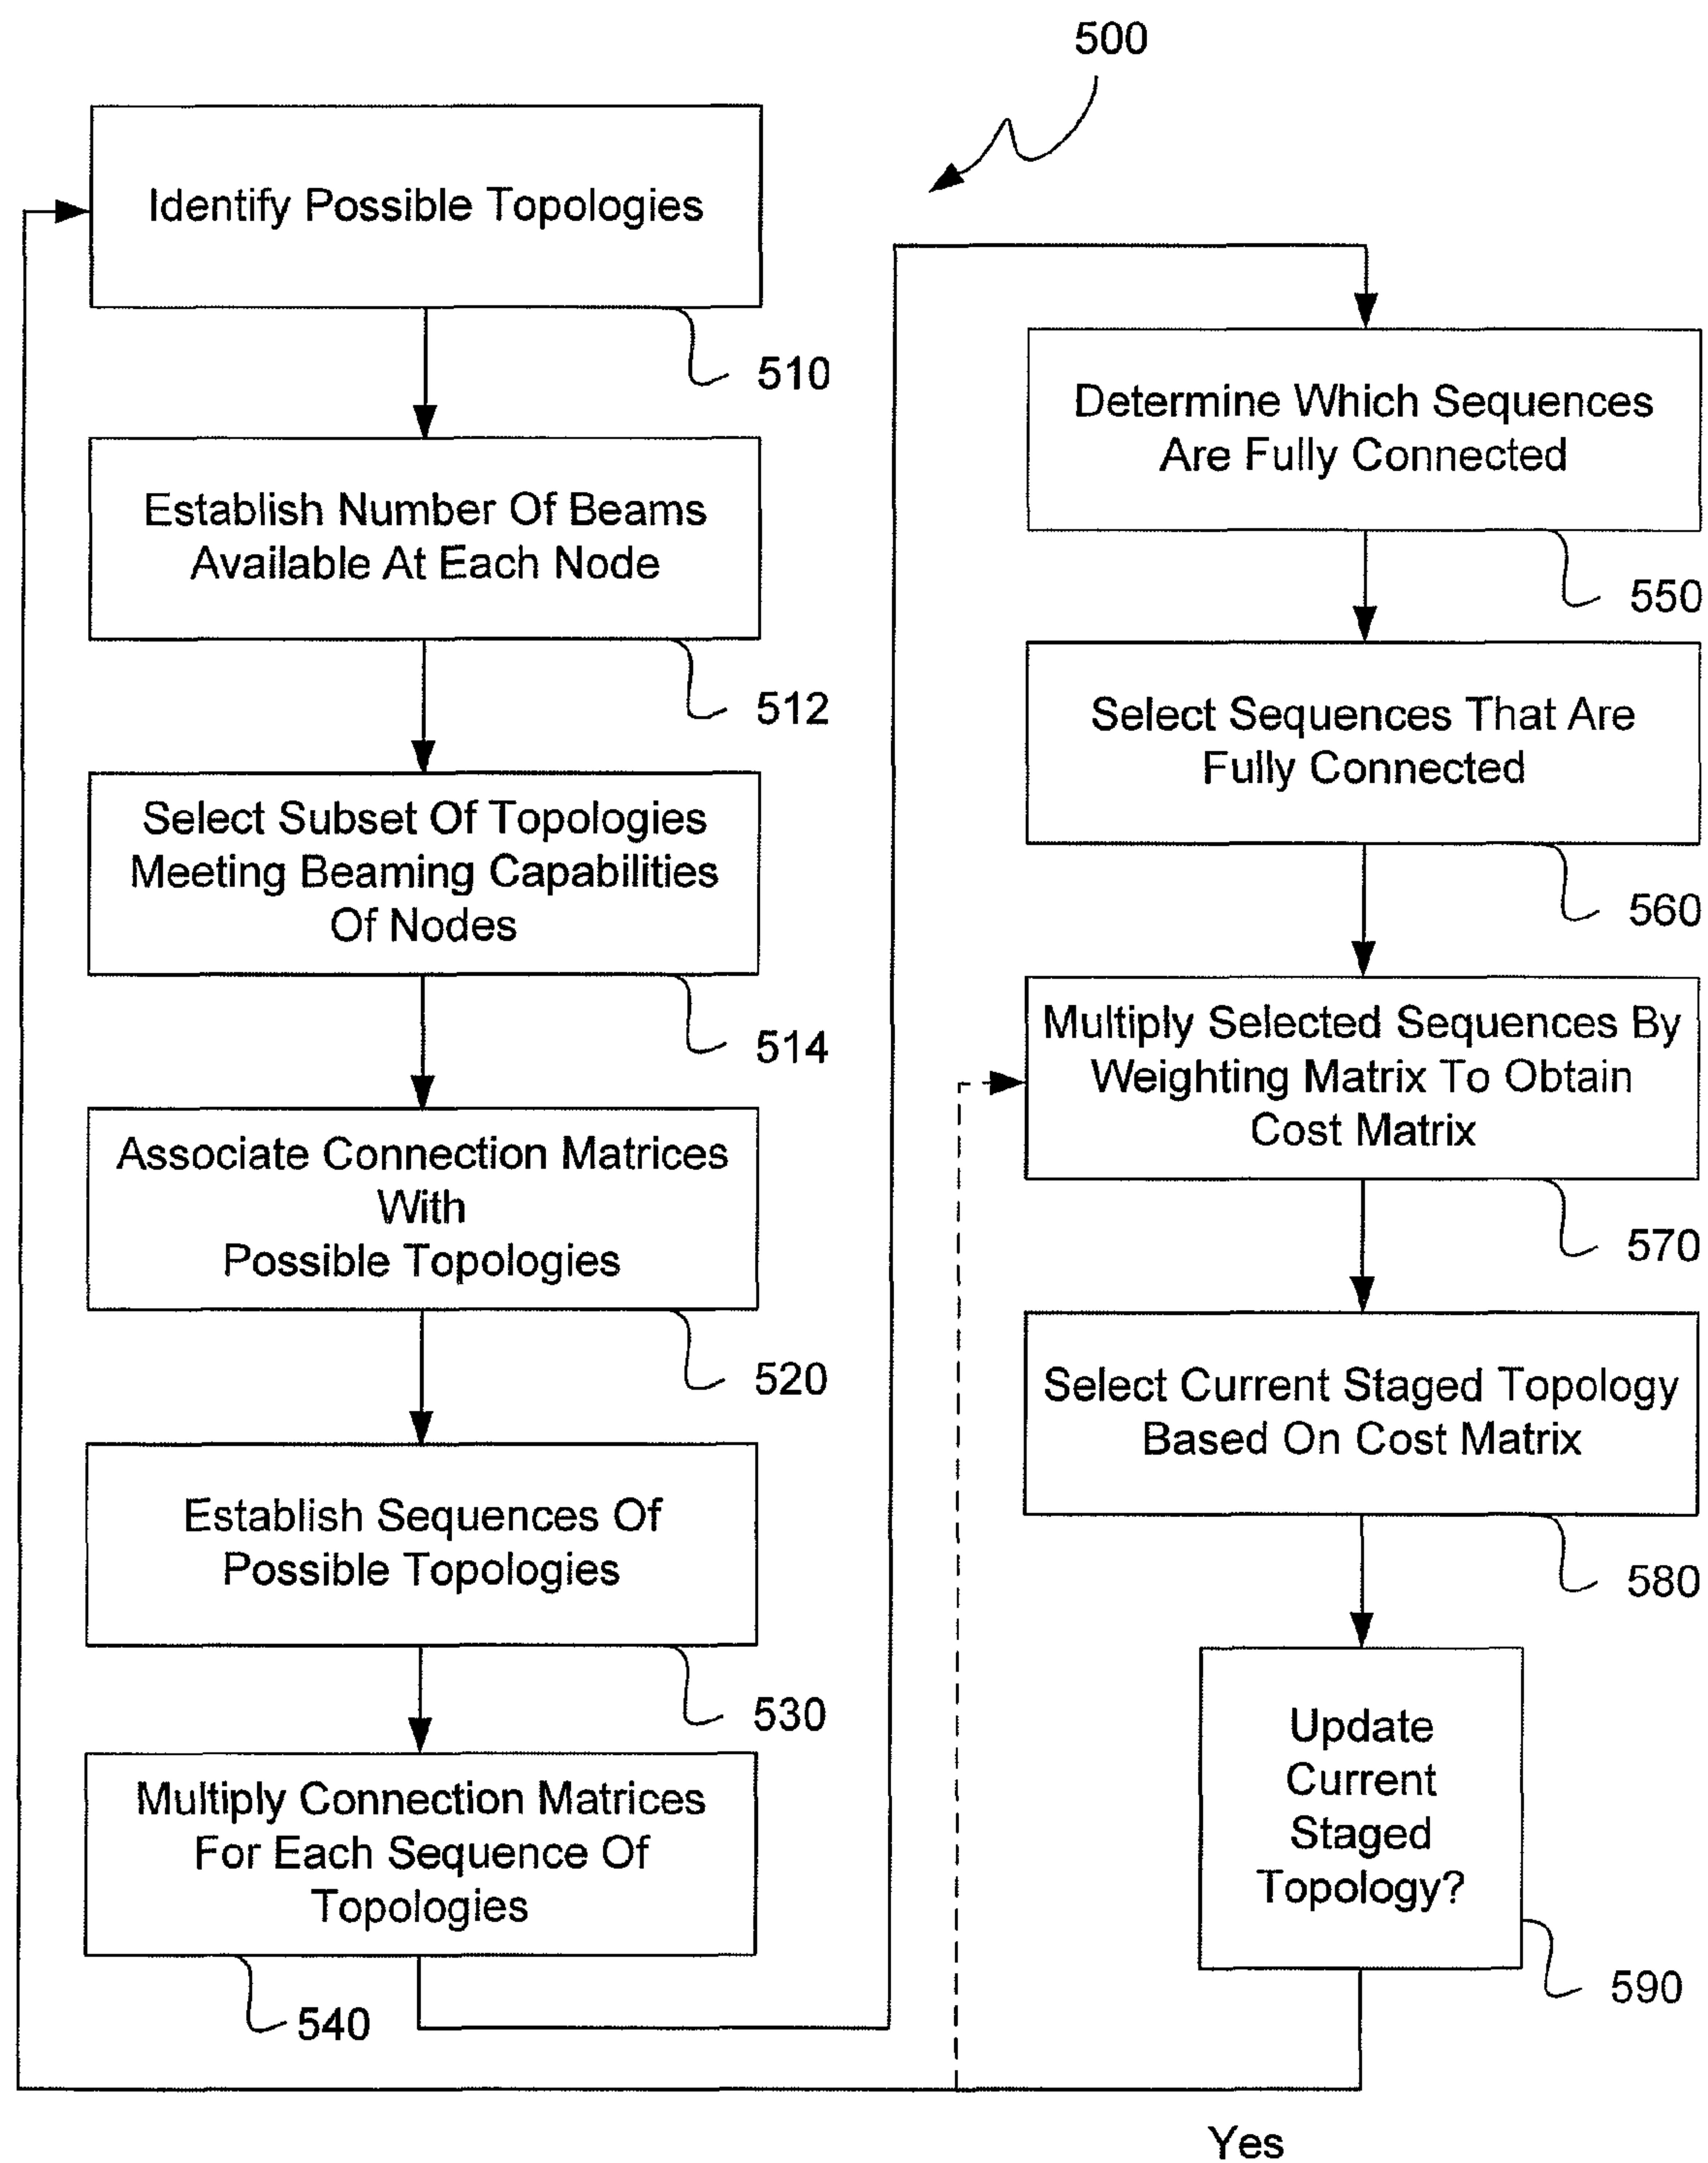 500
Identify Possible Topologies
510
Establish Number Of Beams
Available At Each Node
512
Select Subset Of Topologies
Meeting Beaming Capabilities
Of Nodes
514
Associate Connection Matrices
With
Possible Topologies
520
Establish Sequences Of
Possible Topologies
530
Multiply Connection Matrices
For Each Sequence Of
Topologies
540
Determine Which Sequences
Are Fully Connected
550
Select Sequences That Are
Fully Connected
560
Multiply Selected Sequences By
Weighting Matrix To Obtain
Cost Matrix
570
Select Current Staged Topology
Based On Cost Matrix
580
Update
Current
Staged
Topology?
590
Yes